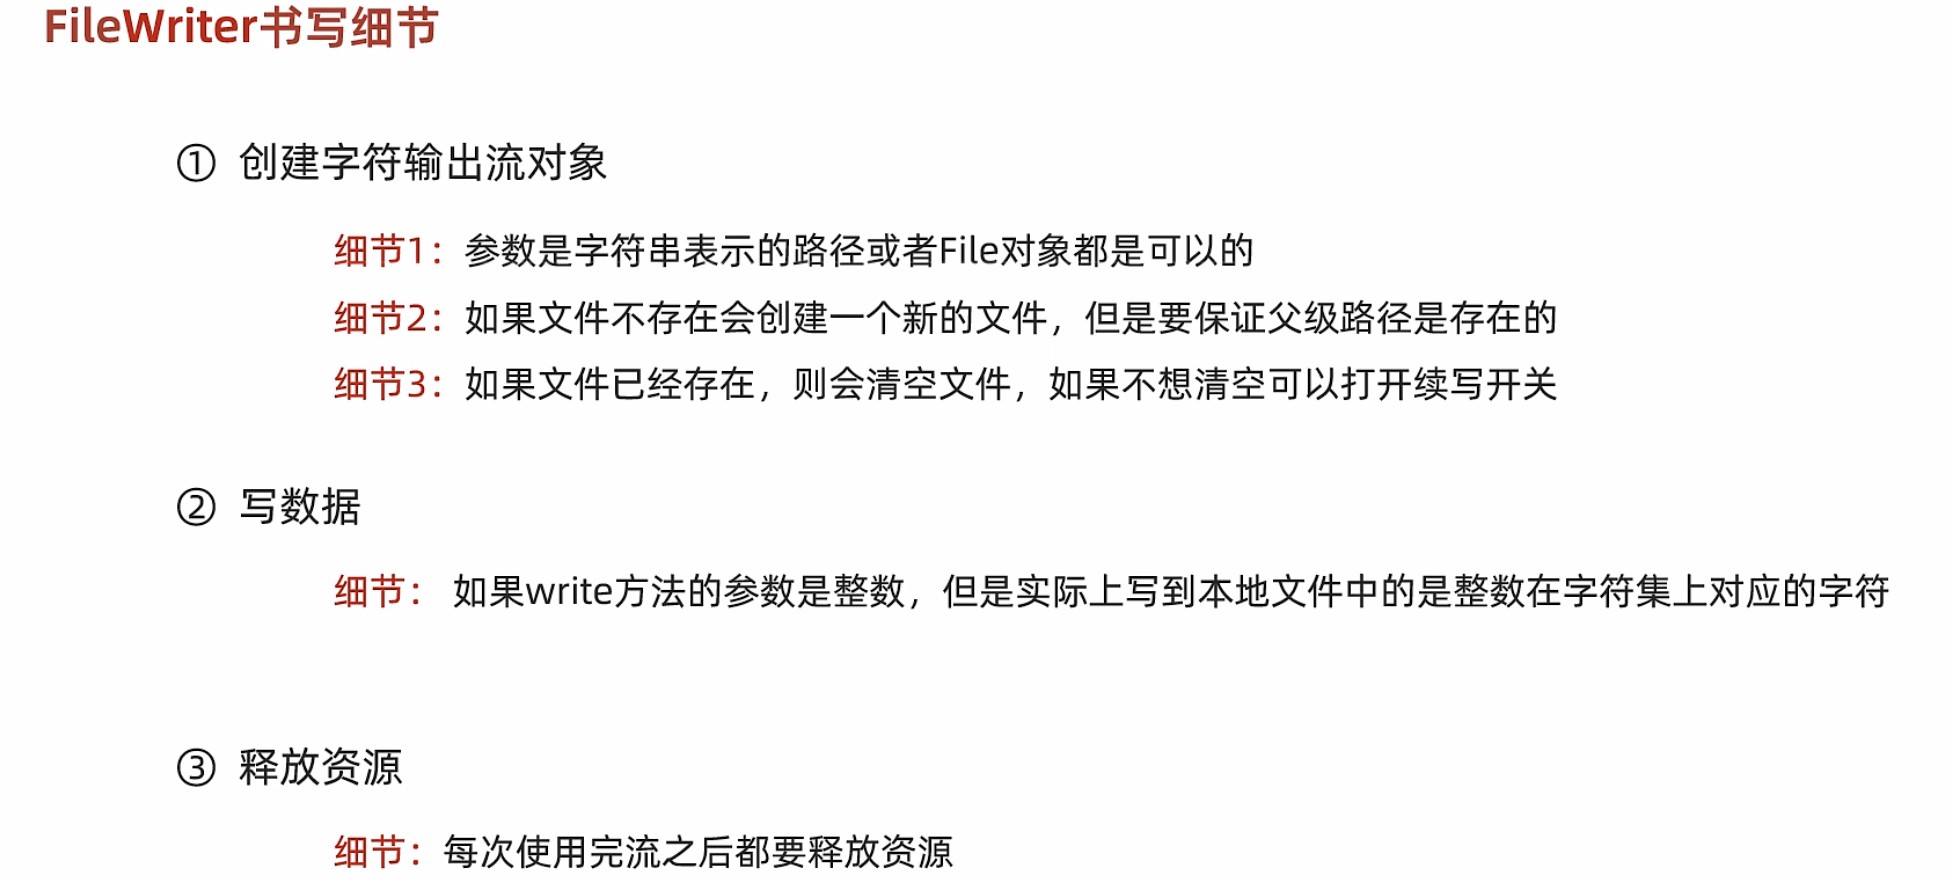 FileWriter书写细节
① 创建字符输出流对象
细节1：参数是字符串表示的路径或者File对象都是可以的
细节2：如果文件不存在会创建一个新的文件，但是要保证父级路径是存在的
细节3：如果文件已经存在，则会清空文件，如果不想清空可以打开续写开关
② 写数据
细节： 如果write方法的参数是整数，但是实际上写到本地文件中的是整数在字符集上对应的字符
③ 释放资源
细节：每次使用完流之后都要释放资源